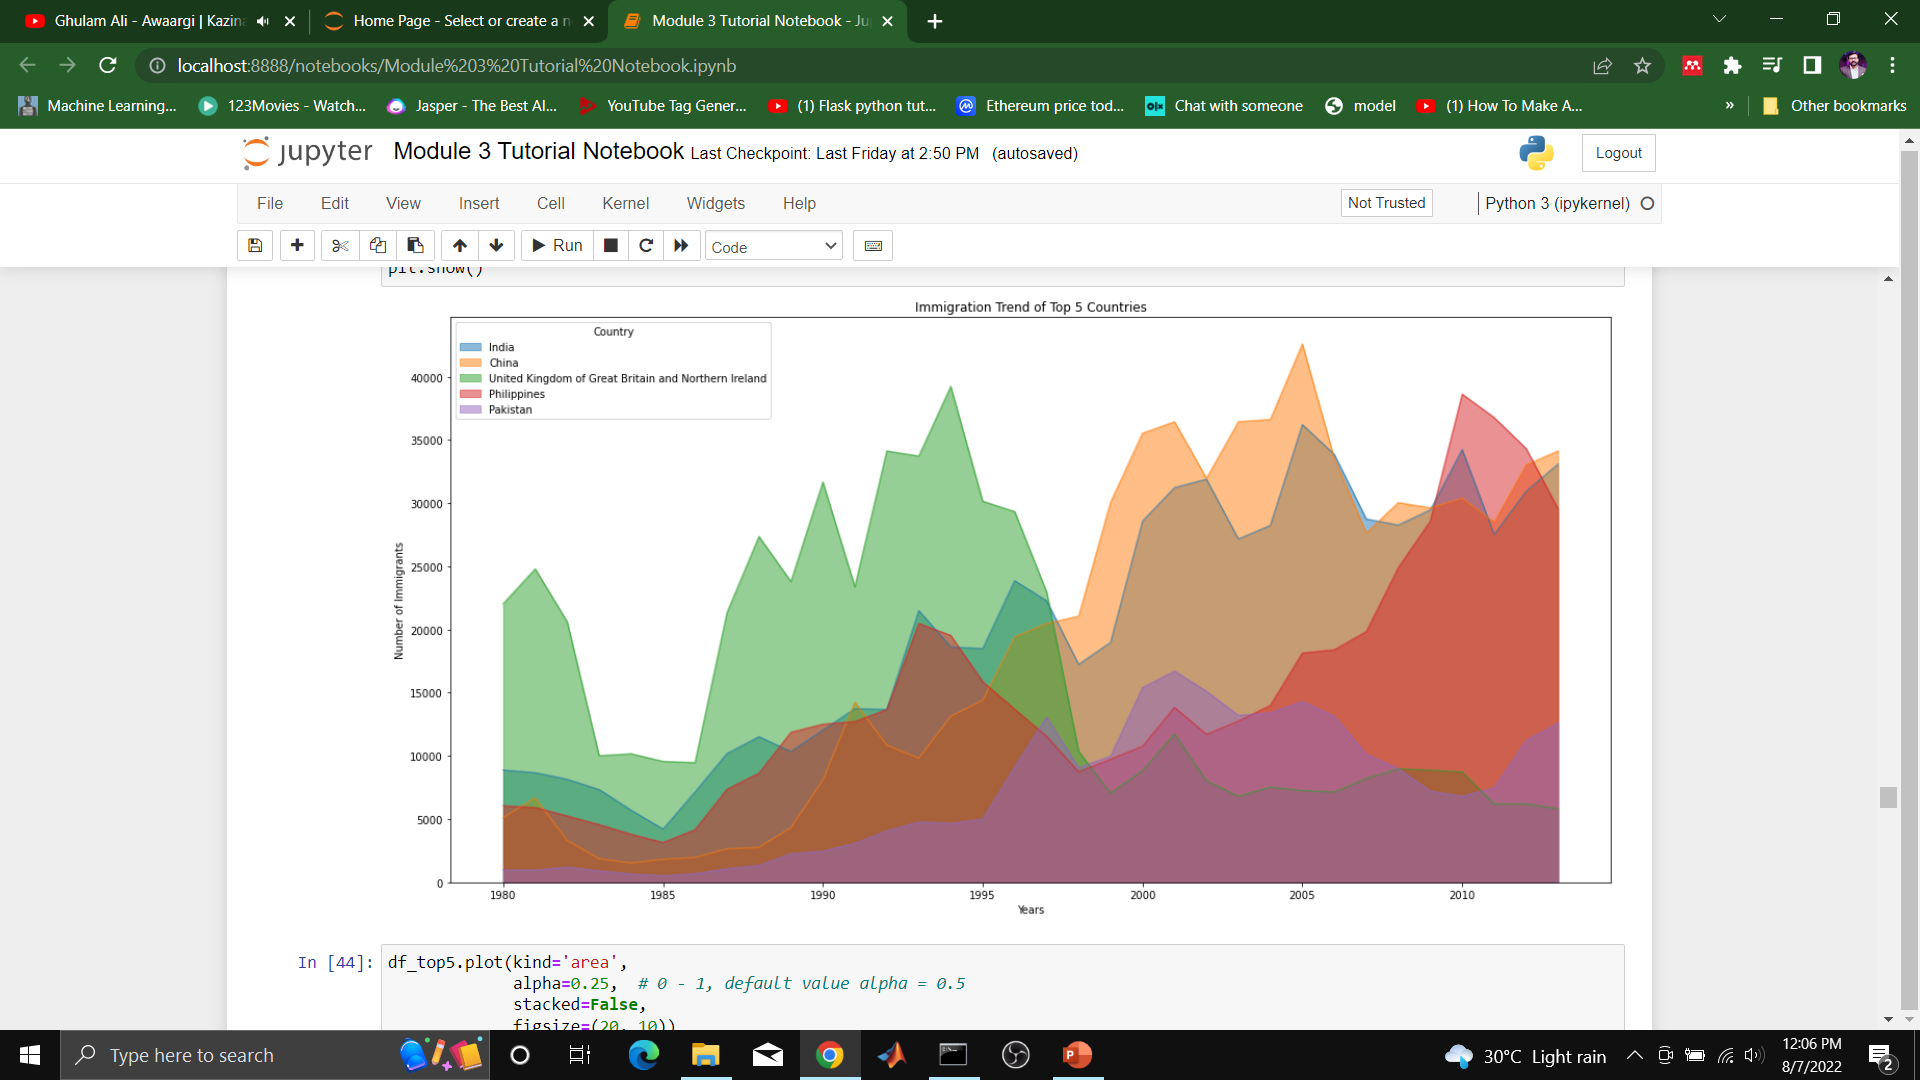 Ghulam Ali - Awaargi | Kazin
Home Page - Select or create a n
Module 3 Tutorial Notebook - Ju
localhost:8888/notebooks/Module%203%20Tutorial%20Notebook.ipynb
Machine Learning...
123Movies - Watch...
Jasper - The Best AI...
YouTube Tag Gener...
(1) Flask python tut...
Ethereum price tod...
Chat with someone
model
(1) How To Make A...
»
Other bookmarks
jupyter Module 3 Tutorial Notebook Last Checkpoint: Last Friday at 2:50 PM (autosaved)
Logout
File Edit View Insert Cell Kernel Widgets Help
Not Trusted
Python 3 (ipykernel)
Run
Code
plt.show()
Immigration Trend of Top 5 Countries
Country
India
China
United Kingdom of Great Britain and Northern Ireland
Philippines
Pakistan
40000
35000
30000
25000
20000
15000
10000
5000
0
Number of Immigrants
1980 1985 1990 1995 2000 2005 2010
Years
In [44]: df_top5.plot(kind='area',
alpha=0.25, # 0 - 1, default value alpha = 0.5
stacked=False,
figsize=(20, 10))
Type here to search
30°C Light rain
12:06 PM
8/7/2022
2